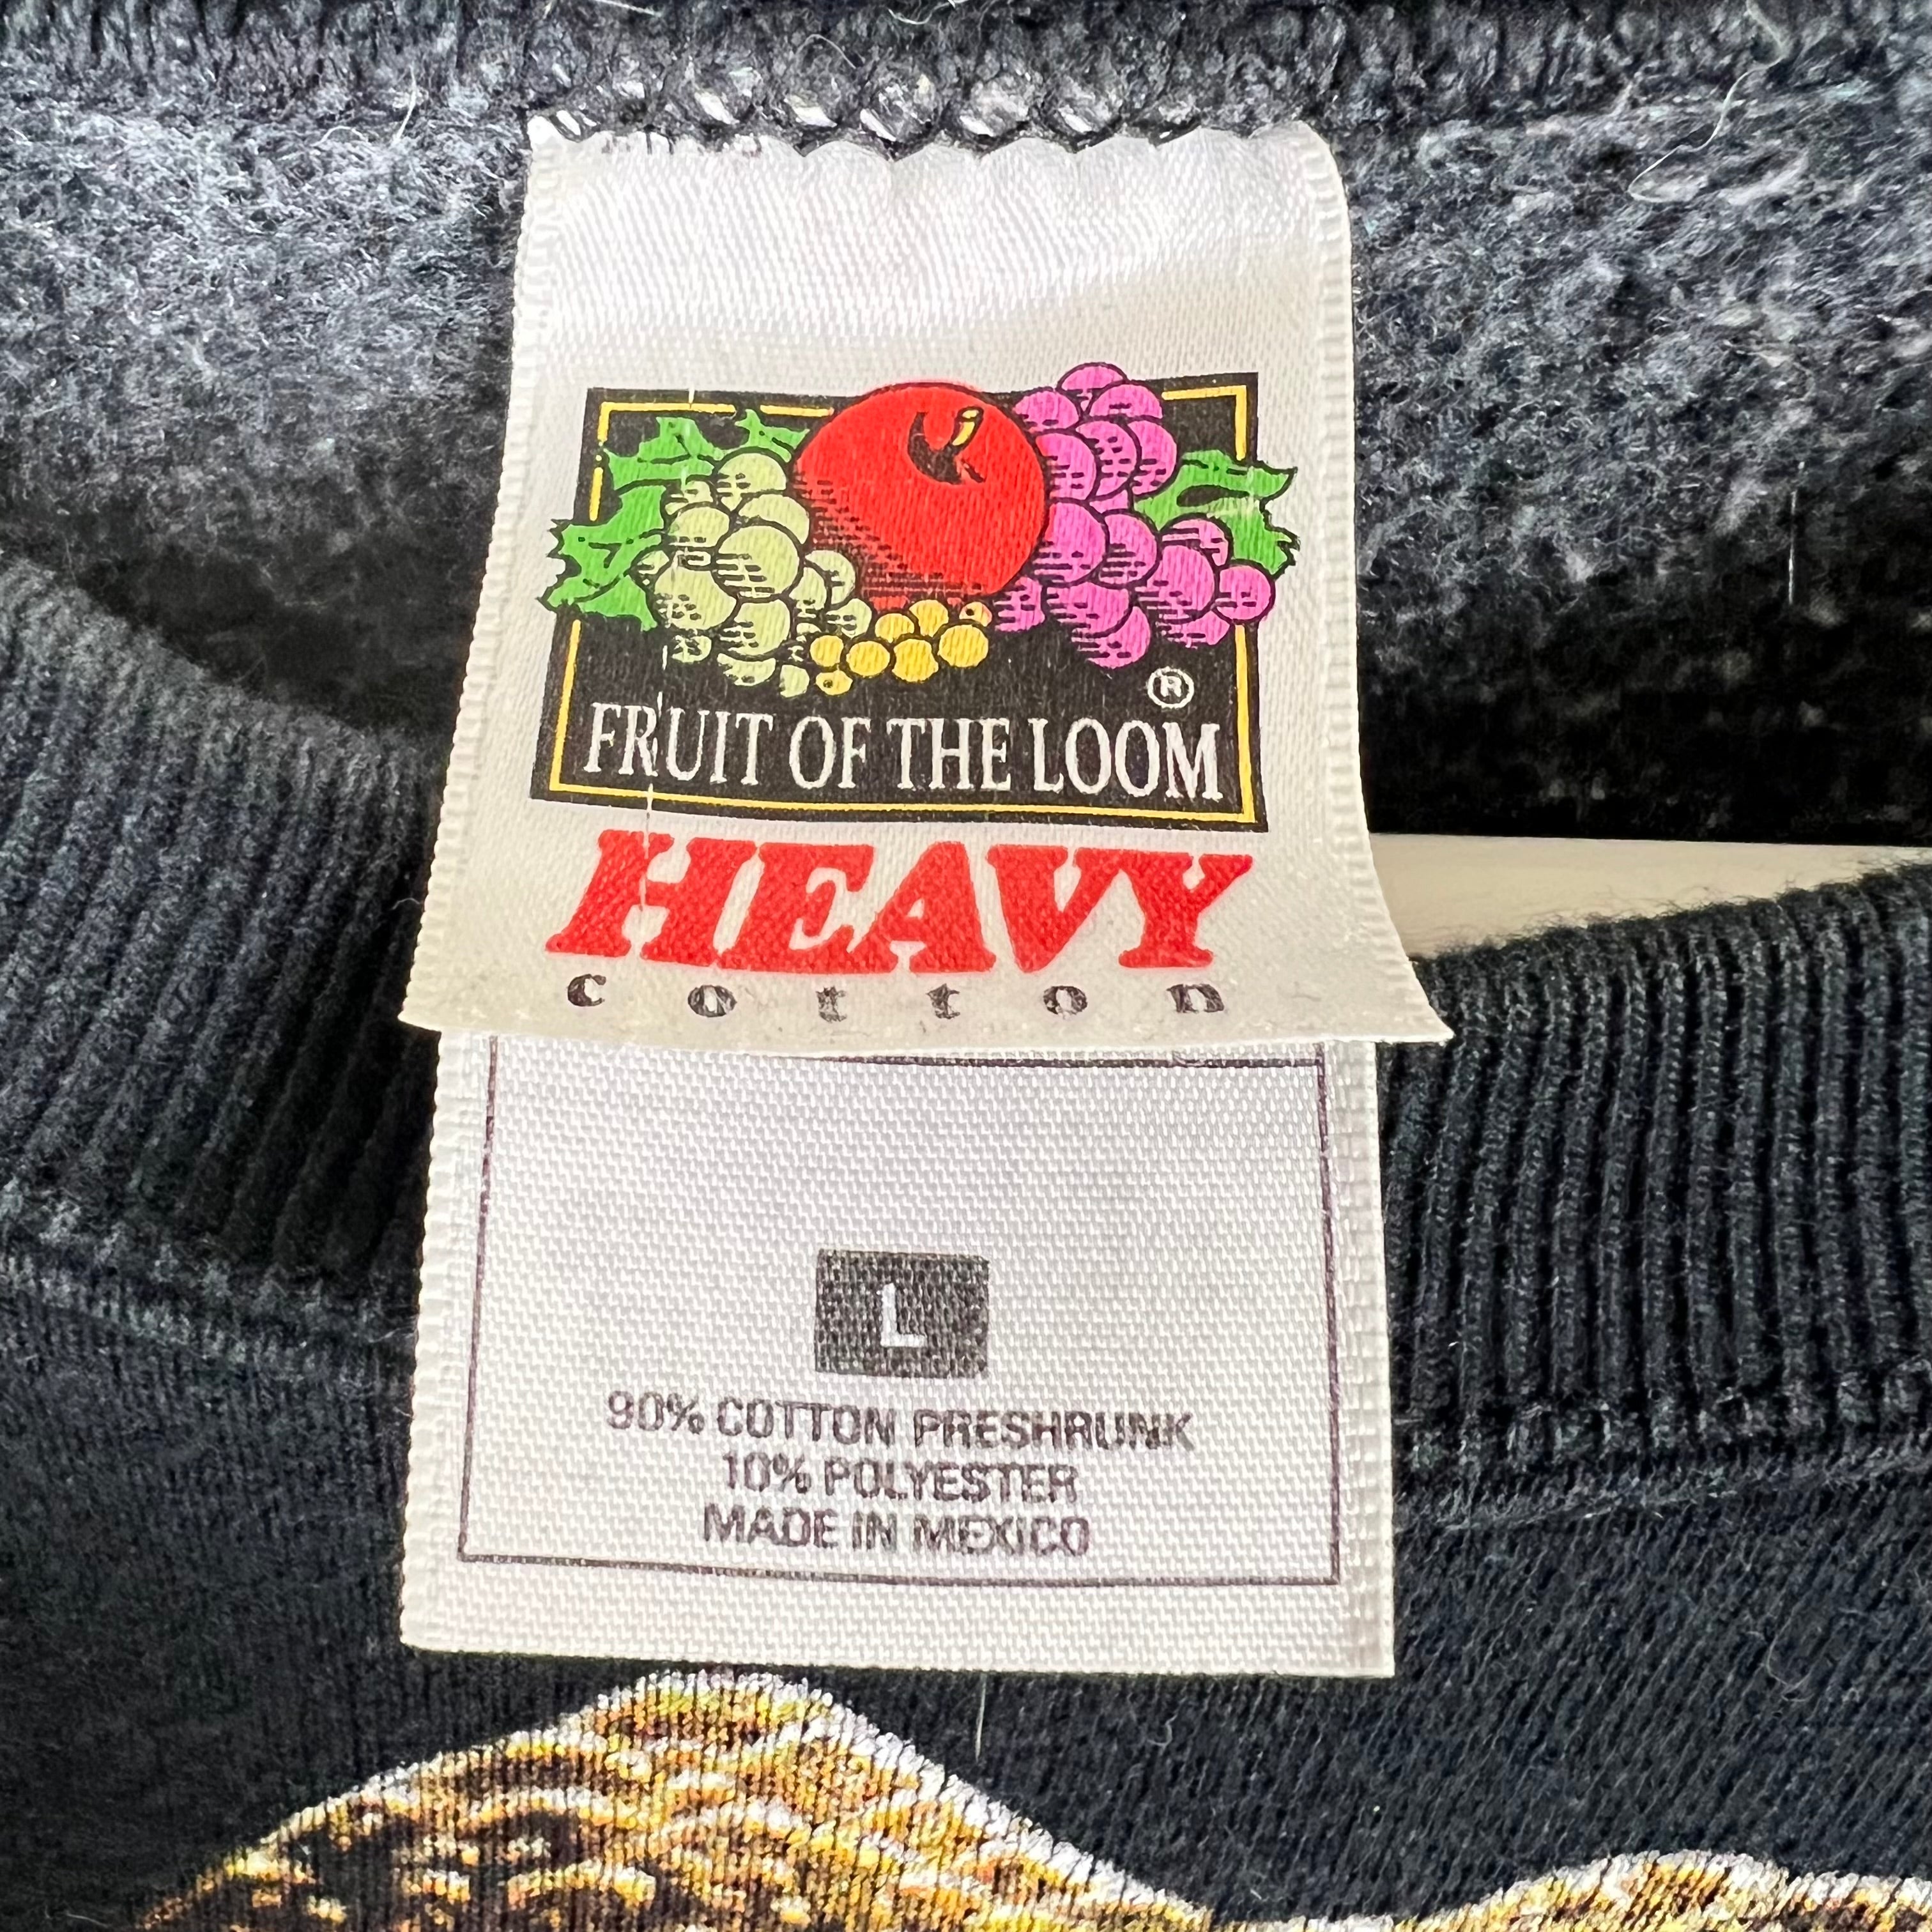 ®
FRUIT OF THE LOOM
HEAVY
cotton
L
90% COTTON PRESHRUNK
10% POLYESTER
MADE IN MEXICO